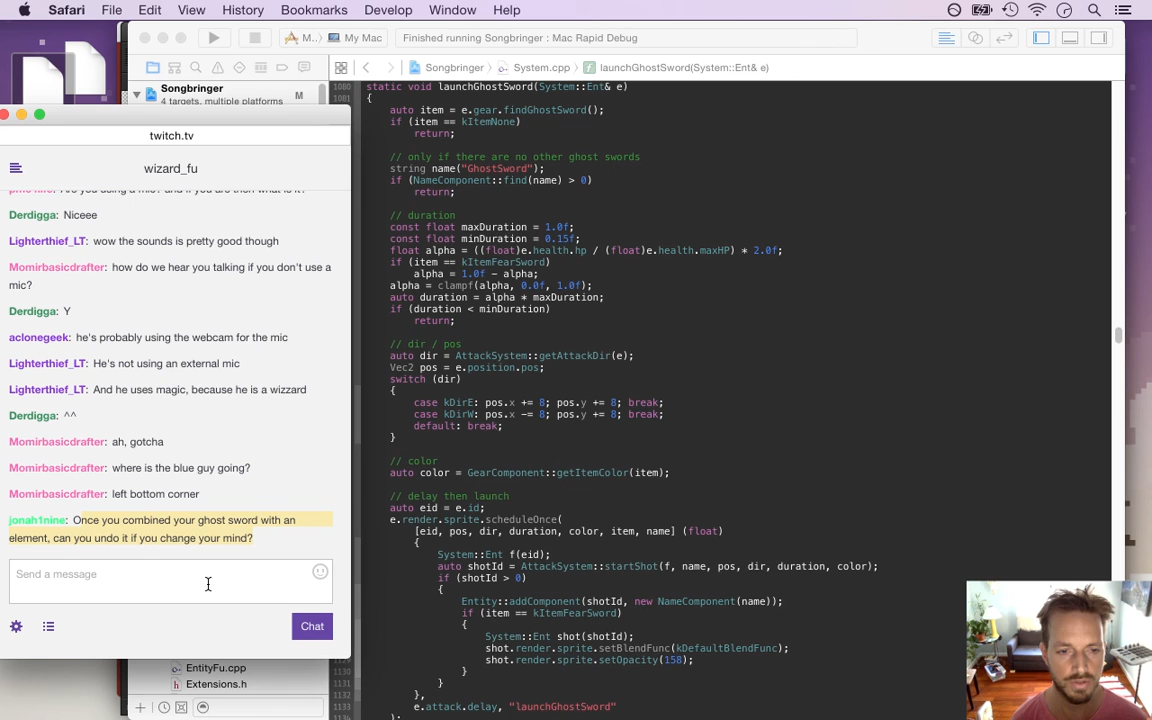 Safari File Edit View History Bookmarks Develop Window Help
M.. My Mac
Finished running Songbringer : Mac Rapid Debug
Songbringer System.cpp launchGhostSword(System::Ent& e)
Songbringer
4 targets, multiple platforms
M
twitch.tv
wizard_fu
Derdigga: Niceee
Lighterthief_LT: wow the sounds is pretty good though
Momirbasicdrafter: how do we hear you talking if you don't use a
mic?
Derdigga: Y
aclonegeek: he's probably using the webcam for the mic
Lighterthief_LT: He's not using an external mic
Lighterthief_LT: And he uses magic, because he is a wizzard
Derdigga: ^^
Momirbasicdrafter: ah, gotcha
Momirbasicdrafter: where is the blue guy going?
Momirbasicdrafter: left bottom corner
jonah1nine: Once you combined your ghost sword with an
element, can you undo it if you change your mind?
Send a message
Chat
EntityFu.cpp
Extensions.h
1080
1081
static void launchGhostSword(System::Ent& e)
{
auto item = e.gear.findGhostSword();
if (item == kItemNone)
return;
// only if there are no other ghost swords
string name("GhostSword");
if (NameComponent::find(name) > 0)
return;
// duration
const float maxDuration = 1.0f;
const float minDuration = 0.15f;
float alpha = ((float)e.health.hp / (float)e.health.maxHP) * 2.0f;
if (item == kItemFearSword)
alpha = 1.0f - alpha;
alpha = clampf(alpha, 0.0f, 1.0f);
auto duration = alpha * maxDuration;
if (duration < minDuration)
return;
// dir / pos
auto dir = AttackSystem::getAttackDir(e);
Vec2 pos = e.position.pos;
switch (dir)
{
case kDirE: pos.x += 8; pos.y += 8; break;
case kDirW: pos.x -= 8; pos.y += 8; break;
default: break;
}
// color
auto color = GearComponent::getItemColor(item);
// delay then launch
auto eid = e.id;
e.render.sprite.scheduleOnce(
[eid, pos, dir, duration, color, item, name] (float)
{
System::Ent f(eid);
auto shotId = AttackSystem::startShot(f, name, pos, dir, duration, color);
if (shotId > 0)
{
Entity::addComponent(shotId, new NameComponent(name));
if (item == kItemFearSword)
{
System::Ent shot(shotId);
shot.render.sprite.setBlendFunc(kDefaultBlendFunc);
shot.render.sprite.setOpacity(158);
}
}
},
e.attack.delay, "launchGhostSword"
1130
1131
1132
1133